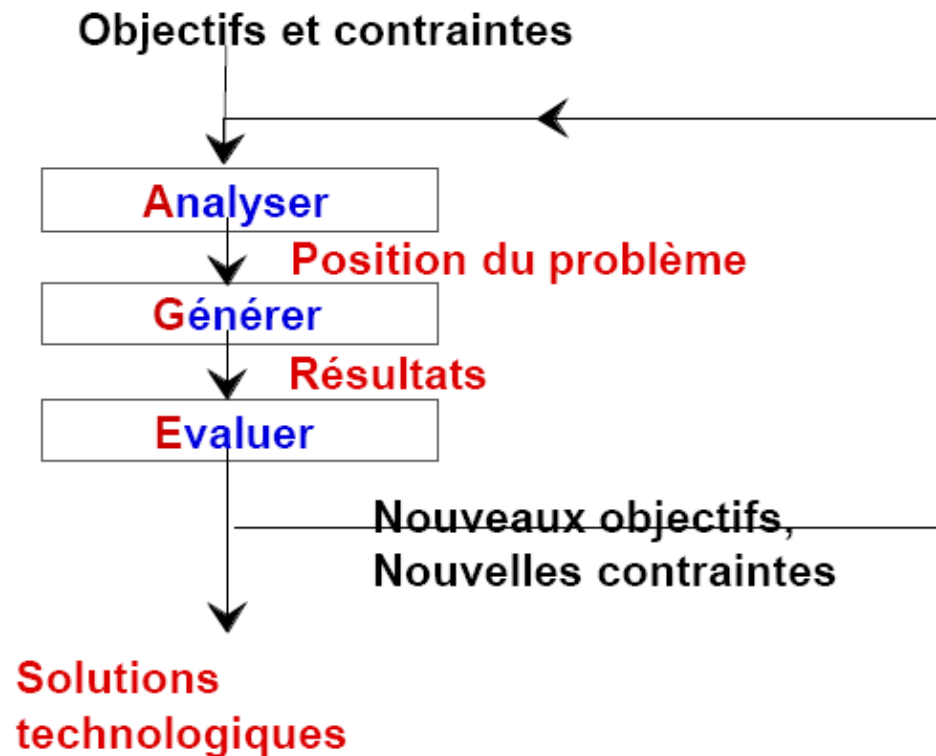 Objectifs et contraintes
Analyser
Position du problème
Générer
Résultats
Evaluer
Nouveaux objectifs,
Nouvelles contraintes
Solutions
technologiques